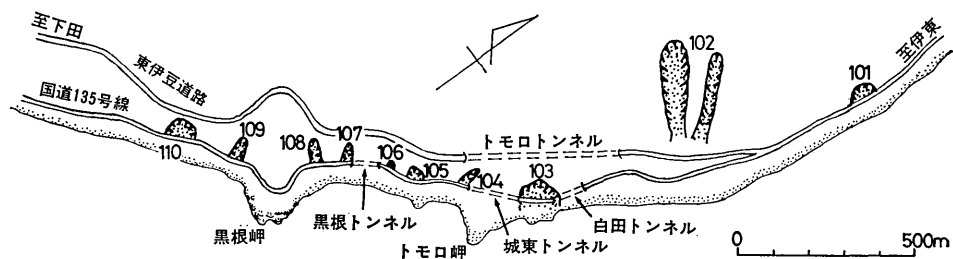 至下田
東伊豆道路
国道135号線
110
109
108
107
106
105
104
103
102
101
至伊東
トモロトンネル
黒根岬
黒根トンネル
トモロ岬
城東トンネル
白田トンネル
0 500m